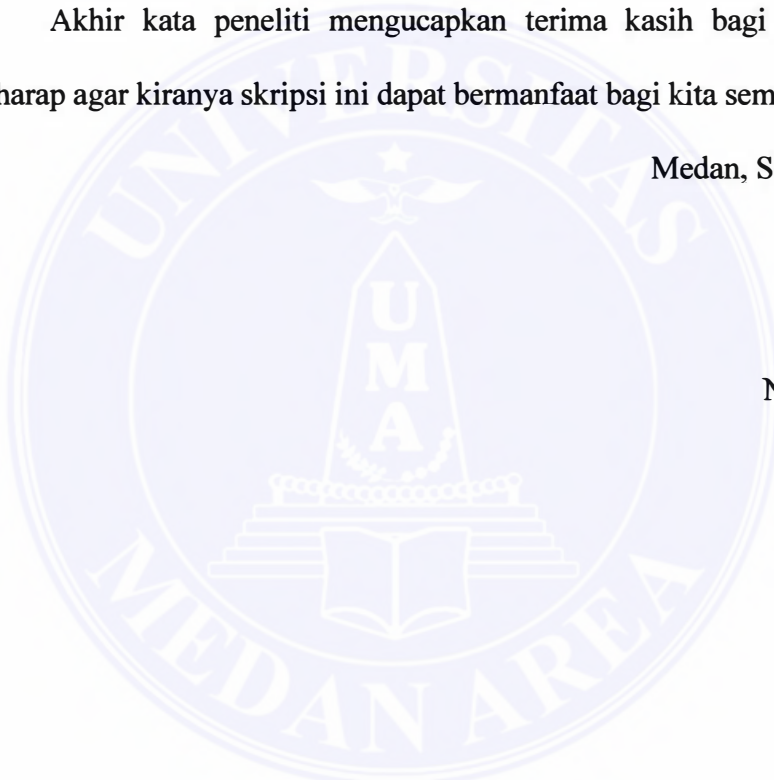 Akhir kata peneliti mengucapkan terima kasih bagi
harap agar kiranya skripsi ini dapat bermanfaat bagi kita sem
Medan, S
N
UNIVERSITAS
UMA
MEDAN AREA